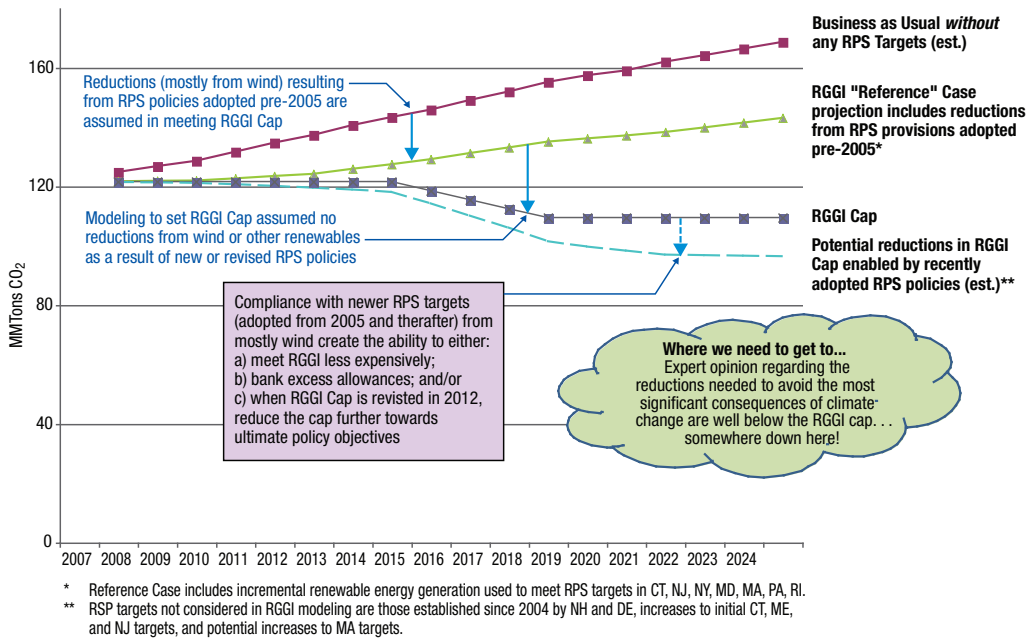 Business as Usual without
any RPS Targets (est.)
160
Reductions (mostly from wind) resulting
from RPS policies adopted pre-2005 are
assumed in meeting RGGI Cap
RGGI "Reference" Case
projection includes reductions
from RPS provisions adopted
pre-2005*
120
Modeling to set RGGI Cap assumed no
reductions from wind or other renewables
as a result of new or revised RPS policies
RGGI Cap
Potential reductions in RGGI
Cap enabled by recently
adopted RPS policies (est.)**
MMTons CO₂
80
Compliance with newer RPS targets
(adopted from 2005 and therafter) from
mostly wind create the ability to either:
a) meet RGGI less expensively;
b) bank excess allowances; and/or
c) when RGGI Cap is revisted in 2012,
reduce the cap further towards
ultimate policy objectives
Where we need to get to...
Expert opinion regarding the
reductions needed to avoid the most
significant consequences of climate
change are well below the RGGI cap. . .
somewhere down here!
40
0
2007 2008 2009 2010 2011 2012 2013 2014 2015 2016 2017 2018 2019 2020 2021 2022 2023 2024
* Reference Case includes incremental renewable energy generation used to meet RPS targets in CT, NJ, NY, MD, MA, PA, RI.
** RSP targets not considered in RGGI modeling are those established since 2004 by NH and DE, increases to initial CT, ME,
and NJ targets, and potential increases to MA targets.